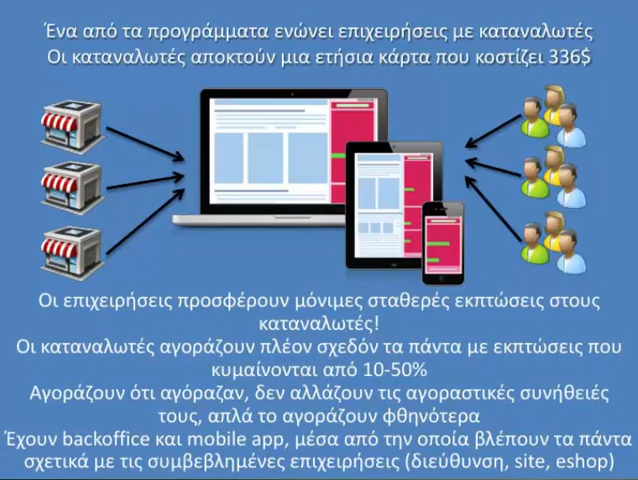 Ένα από τα προγράμματα ενώνει επιχειρήσεις με καταναλωτές
Οι καταναλωτές αποκτούν μια ετήσια κάρτα που κοστίζει 336$
Οι επιχειρήσεις προσφέρουν μόνιμες σταθερές εκπτώσεις στους
καταναλωτές!
Οι καταναλωτές αγοράζουν πλέον σχεδόν τα πάντα με εκπτώσεις που
κυμαίνονται από 10-50%
Αγοράζουν ότι αγόραζαν, δεν αλλάζουν τις αγοραστικές συνήθειές
τους, απλά το αγοράζουν φθηνότερα
Έχουν backoffice και mobile app, μέσα από την οποία βλέπουν τα πάντα
σχετικά με τις συμβεβλημένες επιχειρήσεις (διεύθυνση, site, eshop)